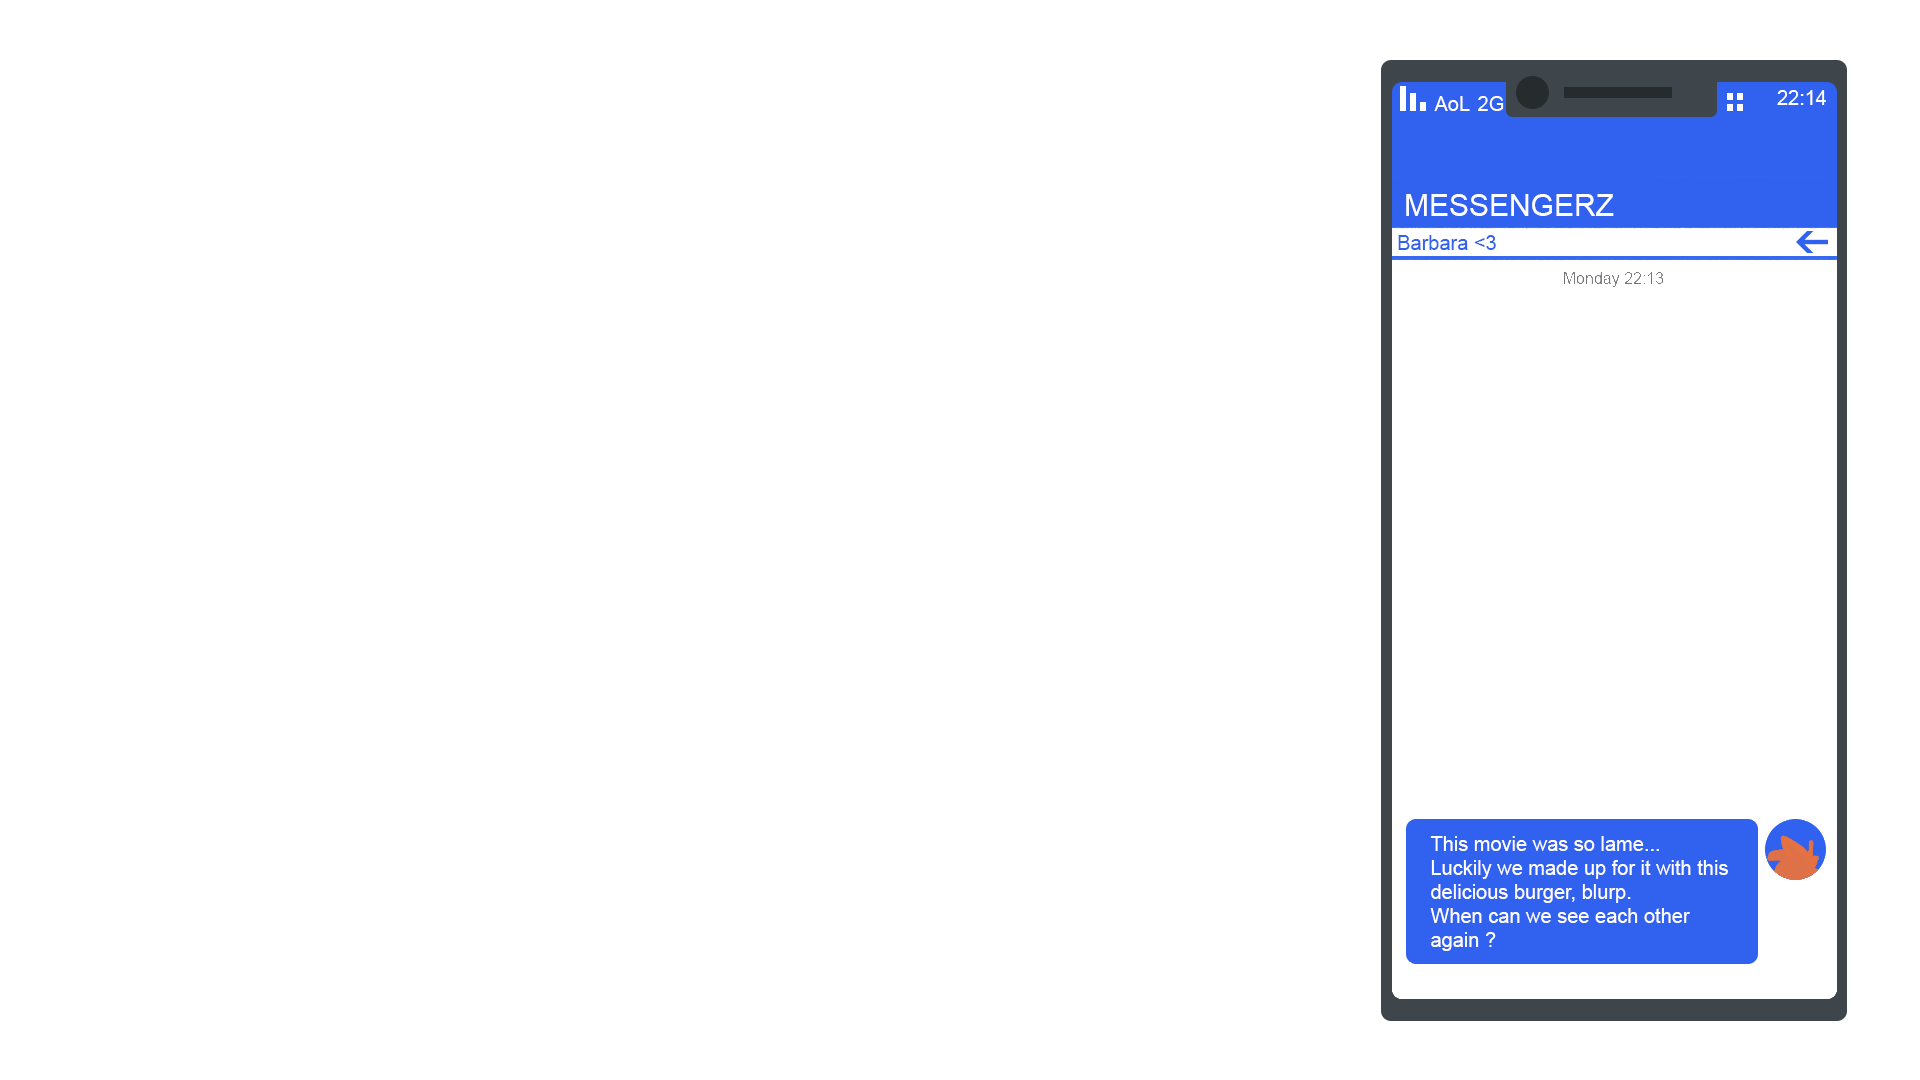 AoL 2G
22:14
MESSENGERZ
Barbara <3
Monday 22:13
This movie was so lame...
Luckily we made up for it with this
delicious burger, blurp.
When can we see each other
again ?